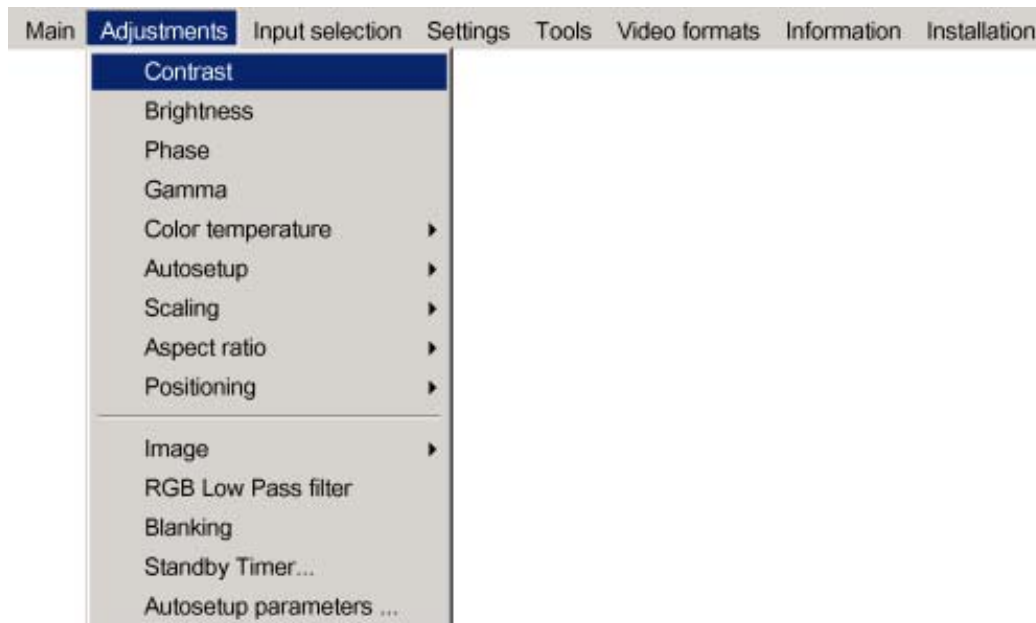 Main Adjustments Input selection Settings Tools Video formats Information Installation
Contrast
Brightness
Phase
Gamma
Color temperature
Autosetup
Scaling
Aspect ratio
Positioning
Image
RGB Low Pass filter
Blanking
Standby Timer...
Autosetup parameters ...